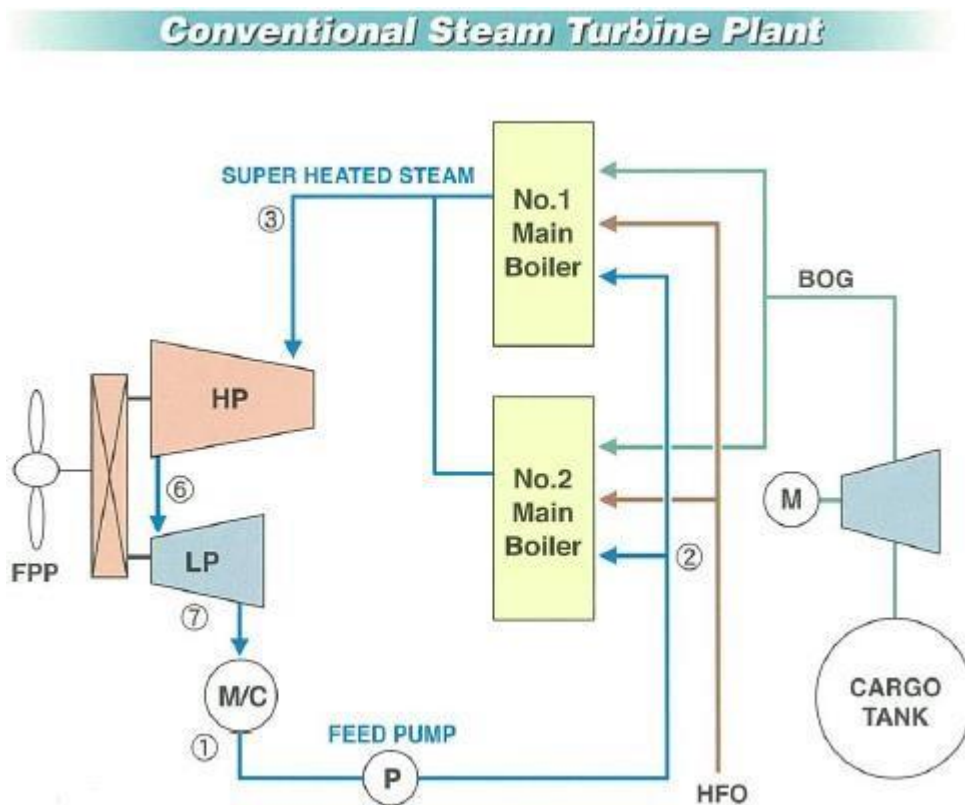 Conventional Steam Turbine Plant
SUPER HEATED STEAM
③
No.1
Main
Boiler
BOG
HP
⑥
FPP
LP
⑦
No.2
Main
Boiler
②
M
M/C
①
FEED PUMP
P
HFO
CARGO
TANK